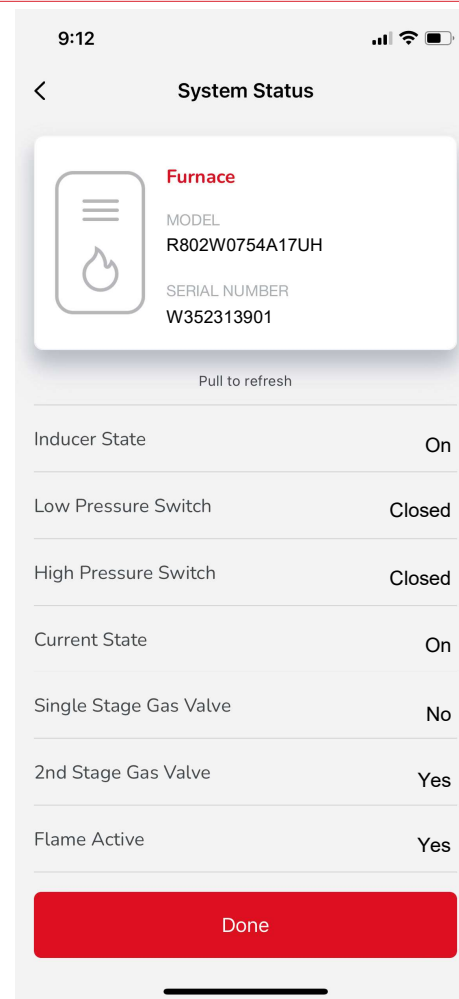 9:12
System Status
Furnace
MODEL
R802W0754A17UH
SERIAL NUMBER
W352313901
Pull to refresh
Inducer State On
Low Pressure Switch Closed
High Pressure Switch Closed
Current State On
Single Stage Gas Valve No
2nd Stage Gas Valve Yes
Flame Active Yes
Done